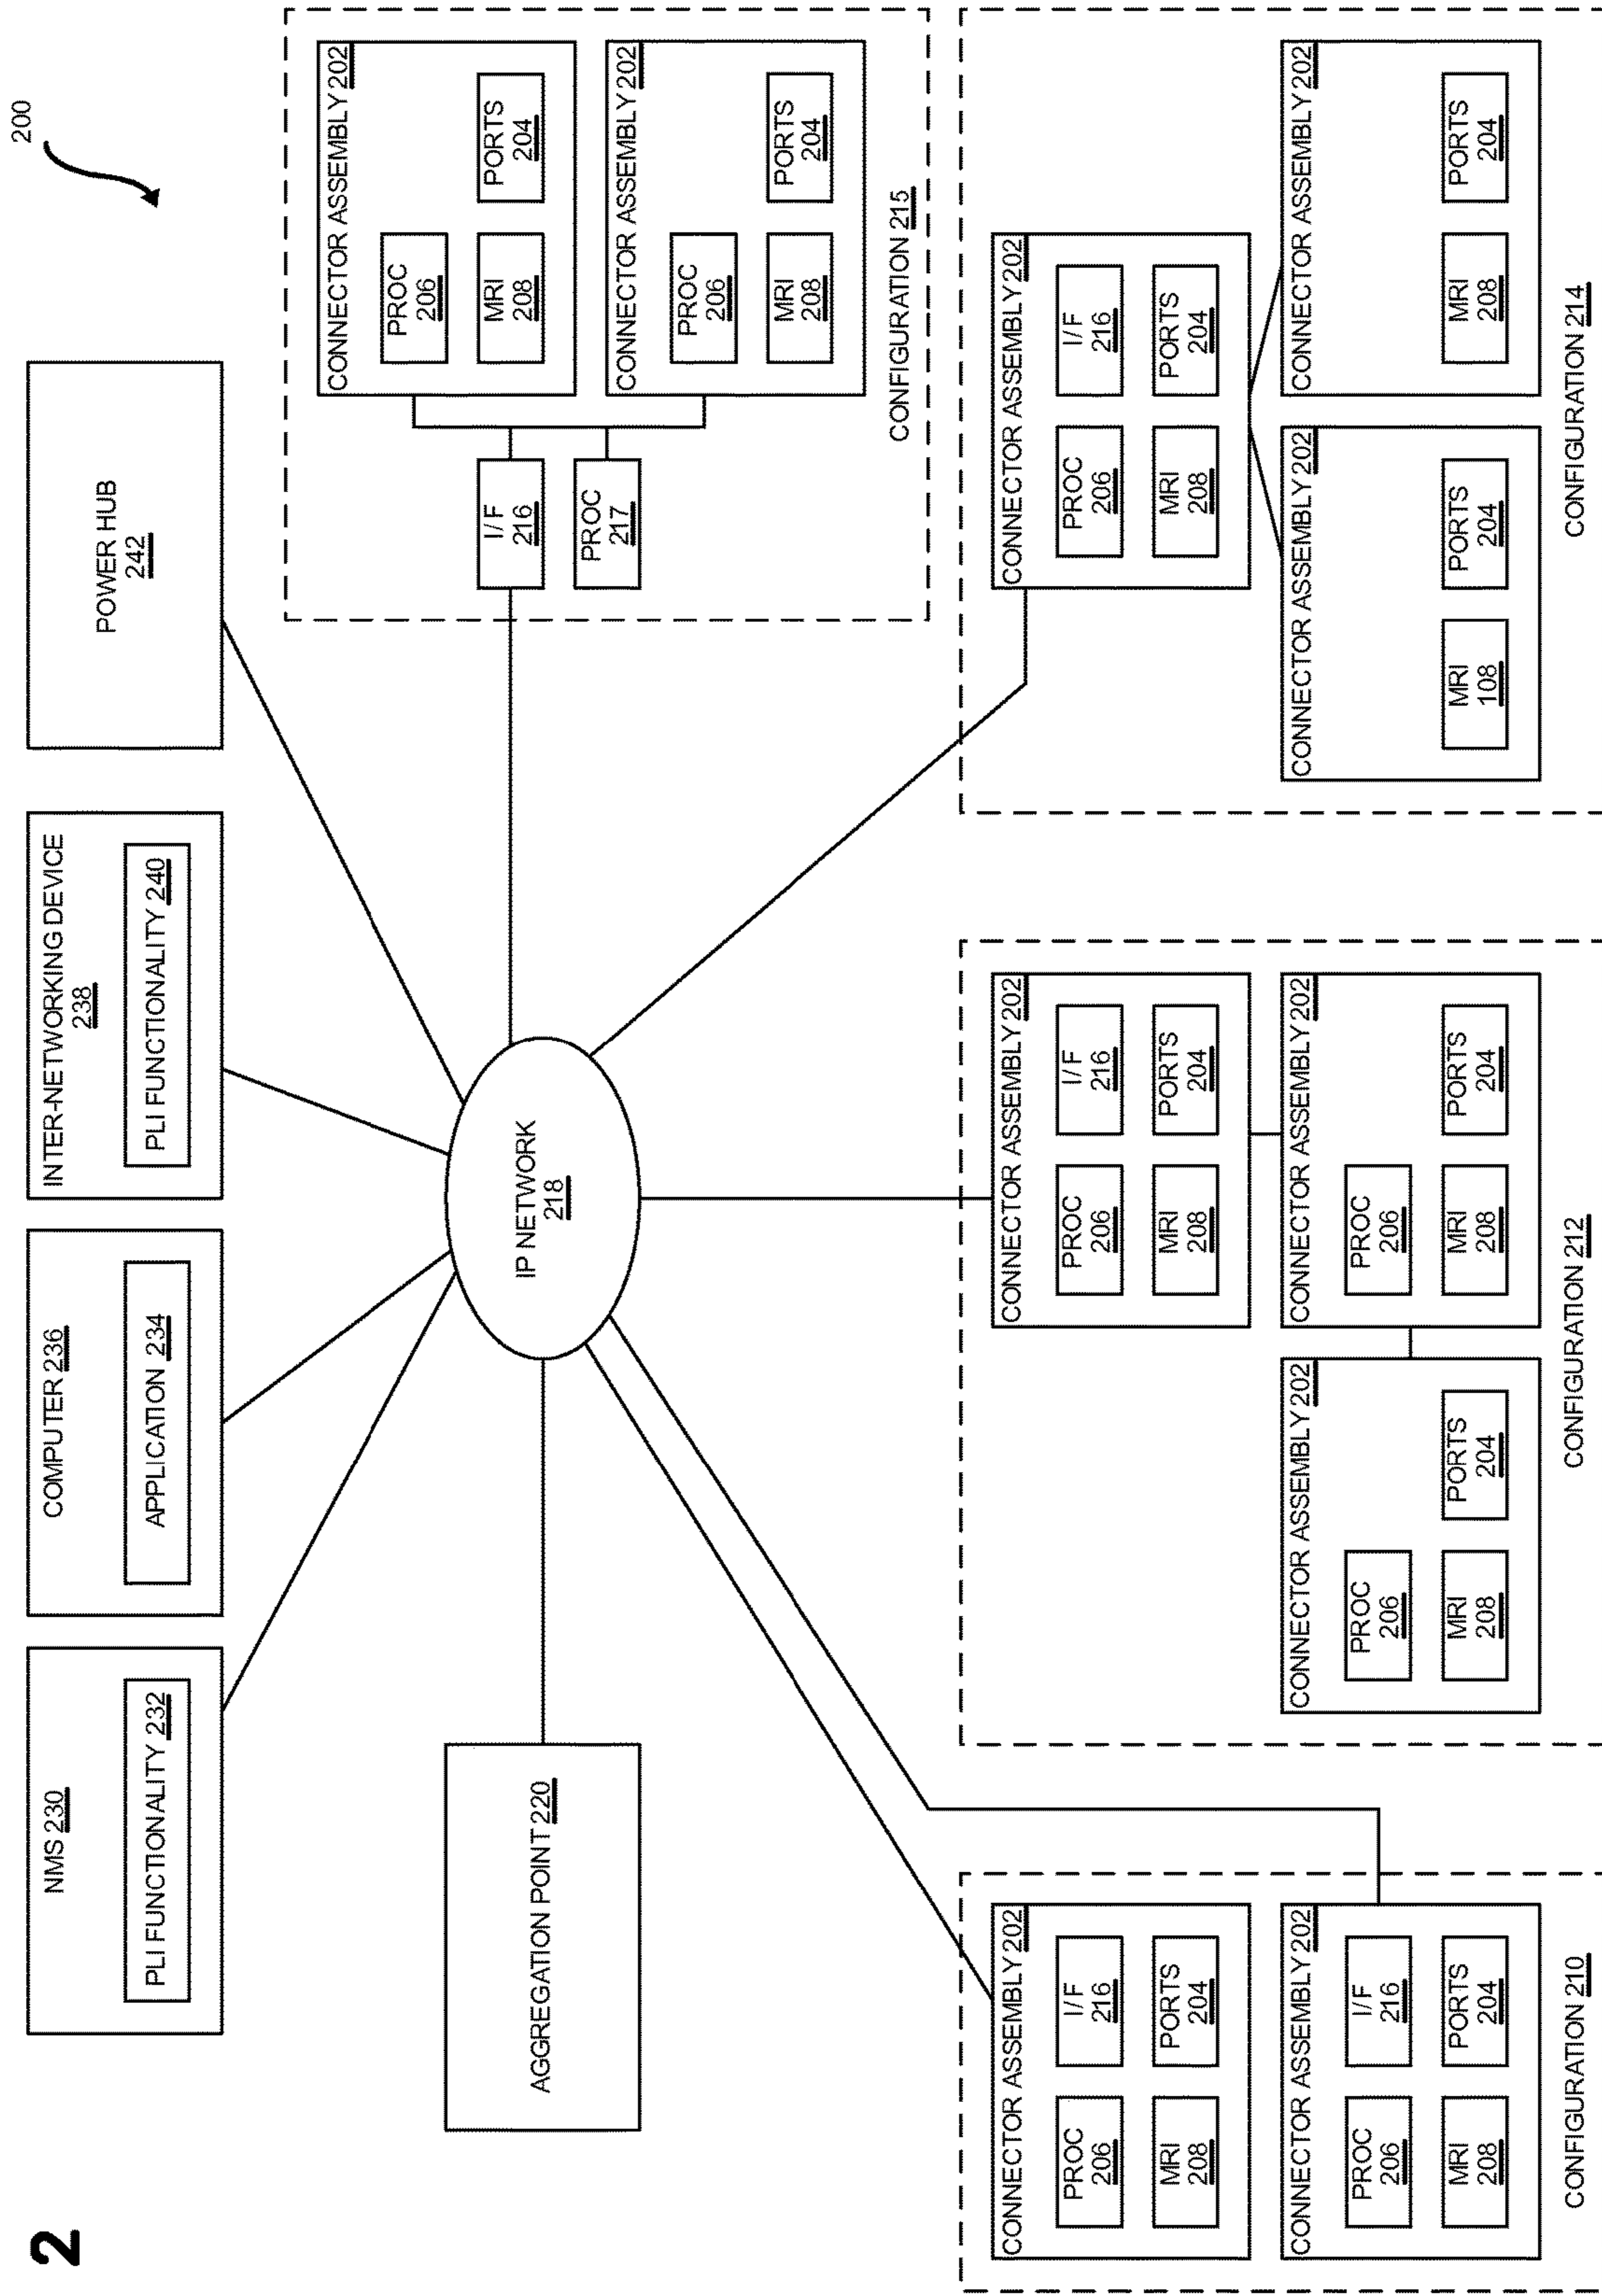 2
200
NMS 230
PLI FUNCTIONALITY 232
COMPUTER 236
APPLICATION 234
INTER-NETWORKING DEVICE
238
PLI FUNCTIONALITY 240
POWER HUB
242
AGGREGATION POINT 220
IP NETWORK
218
I/F
216
PROC
217
CONNECTOR ASSEMBLY 202
PROC
206
MRI
208
PORTS
204
CONNECTOR ASSEMBLY 202
PROC
206
MRI
208
PORTS
204
CONFIGURATION 215
CONNECTOR ASSEMBLY 202
PROC
206
I/F
216
MRI
208
PORTS
204
CONNECTOR ASSEMBLY 202
PROC
206
I/F
216
MRI
208
PORTS
204
CONFIGURATION 210
CONNECTOR ASSEMBLY 202
PROC
206
I/F
216
MRI
208
PORTS
204
CONNECTOR ASSEMBLY 202
PROC
206
MRI
208
PORTS
204
CONNECTOR ASSEMBLY 202
PROC
206
MRI
208
PORTS
204
CONFIGURATION 212
CONNECTOR ASSEMBLY 202
PROC
206
I/F
216
MRI
208
PORTS
204
CONNECTOR ASSEMBLY 202
MRI
108
PORTS
204
CONNECTOR ASSEMBLY 202
MRI
208
PORTS
204
CONFIGURATION 214